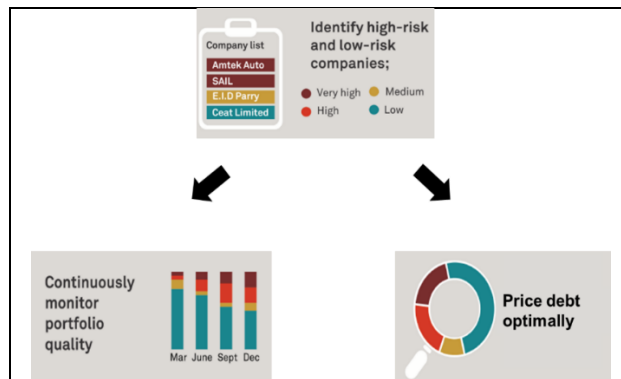 Company list
Amtek Auto
SAIL
E.I.D Parry
Ceat Limited
Identify high-risk
and low-risk
companies;
Very high
Medium
High
Low
Continuously
monitor
portfolio
quality
Mar June Sept Dec
Price debt
optimally